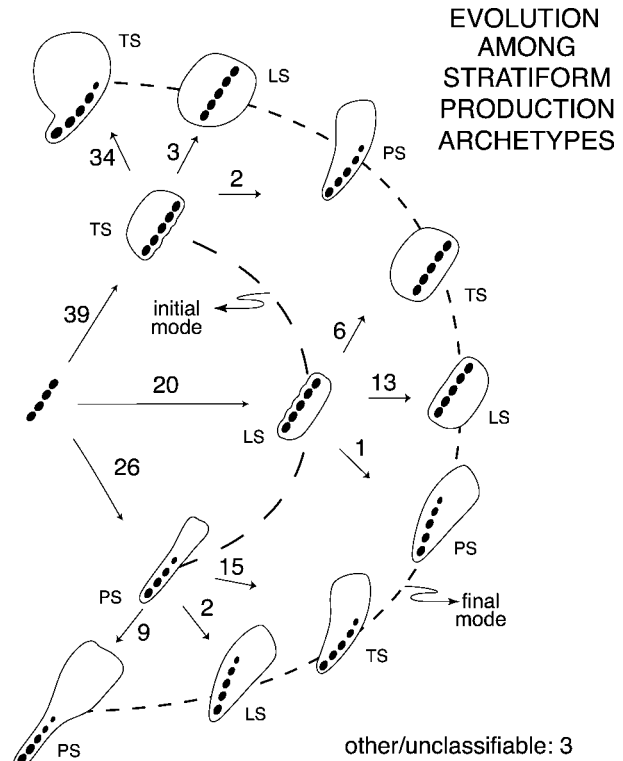 EVOLUTION
AMONG
STRATIFORM
PRODUCTION
ARCHETYPES
TS
LS
PS
34
3
2
TS
TS
39
initial
mode
6
20
13
LS
LS
1
26
PS
15
PS
2
final
mode
9
TS
LS
PS
other/unclassifiable: 3